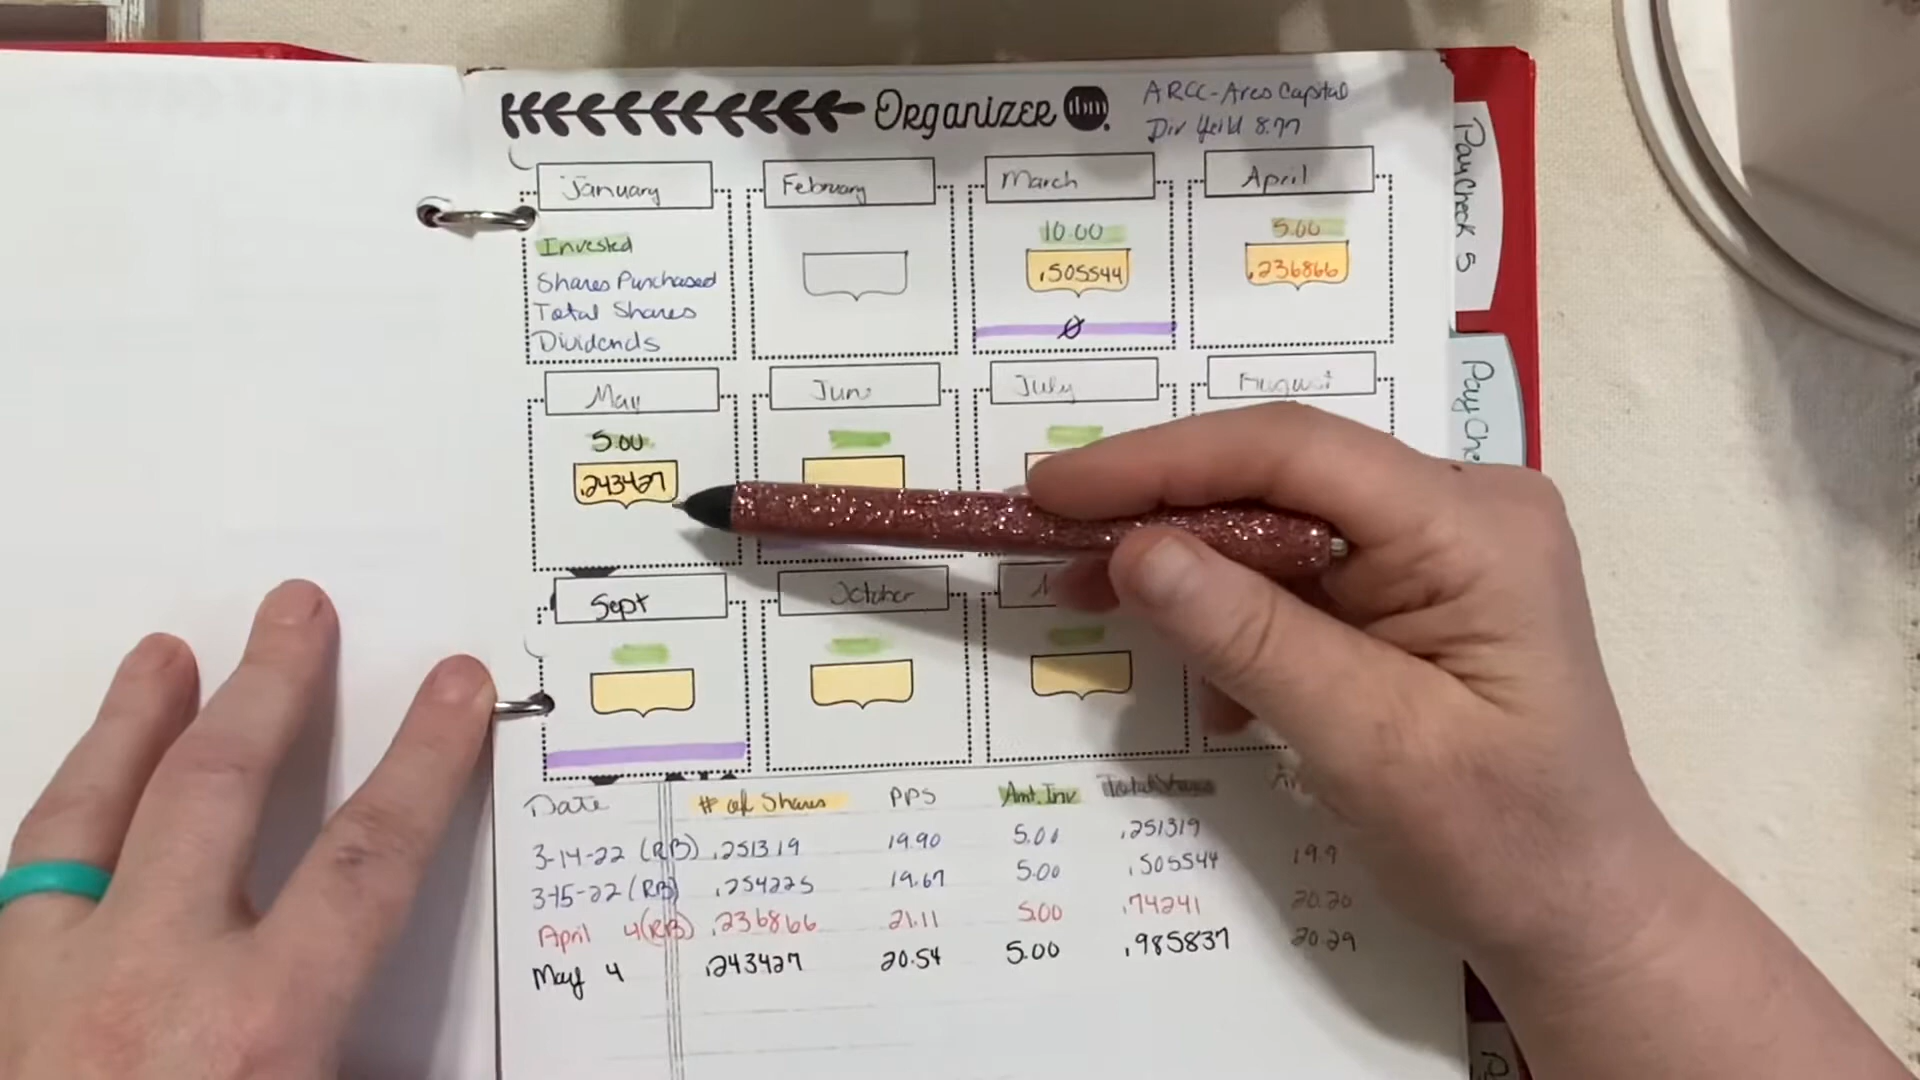 ORGANIZER tbm
ARCC-Ares Capital
Div Yeild 8.77
January
February
March
April
Invested
Shares Purchased
Total Shares
Dividends
10.00
.505544
Ø
5.00
.236866
May
June
July
August
5.00
.243427
Sept
October
Date # of Shares PPS Amt. Inv Total Shares
3-14-22 (RB) .251319 19.90 5.00 .251319
3-15-22 (RB) .254225 19.67 5.00 .505544 19.9
April 4(RB) .236866 21.11 5.00 .74241 20.20
May 4 .243427 20.54 5.00 .985837 20.29
PayCheck 5
PayChe